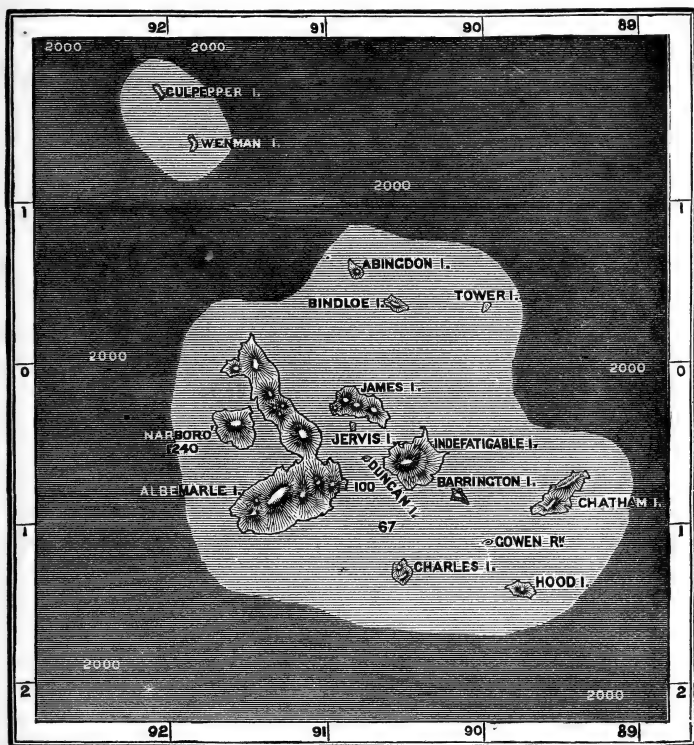 92 91 90 89
2000 2000
CULPEPPER I.
WENMAN I.
2000
1 1
ABINGDON I.
BINDLOE I. TOWER I.
0 0
2000 2000
JAMES I.
NARBORO' JERVIS I. INDEFATIGABLE I.
1240
DUNCAN I.
ALBEMARLE I. 100 BARRINGTON I.
CHATHAM I.
1 67 1
GOWEN RK
CHARLES I.
HOOD I.
2000 2000
2 2
92 91 90 89